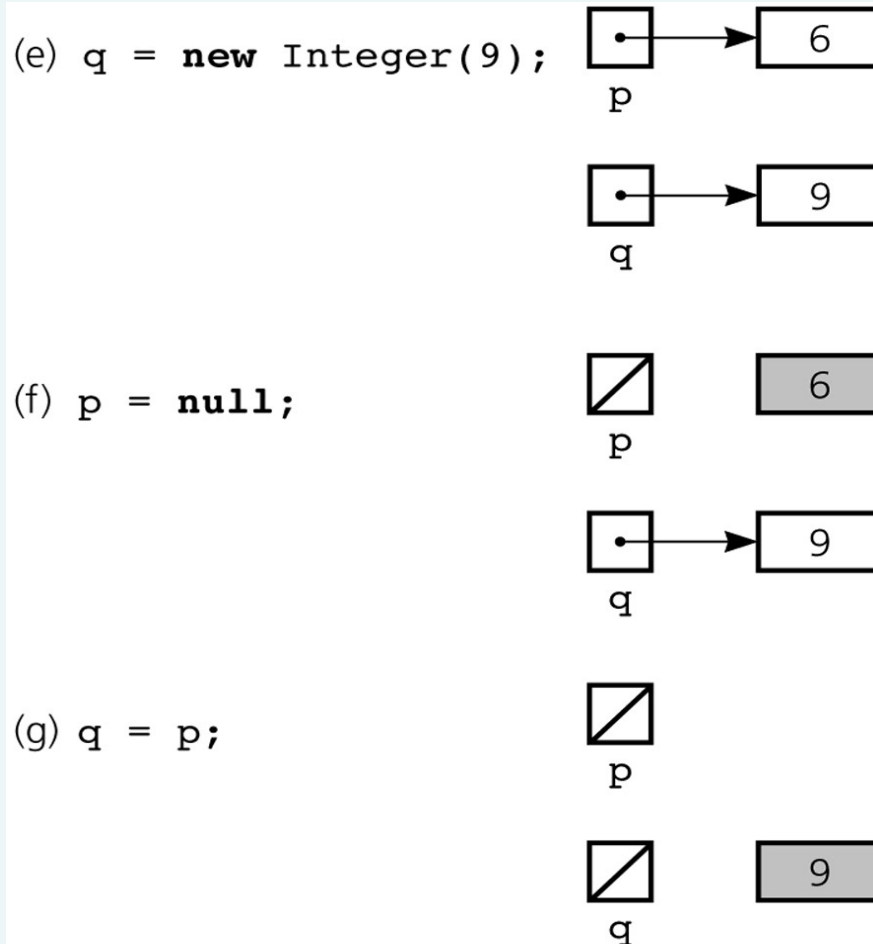 (e) q = new Integer(9);
6
p
9
q
(f) p = null;
6
p
9
q
(g) q = p;
p
9
q